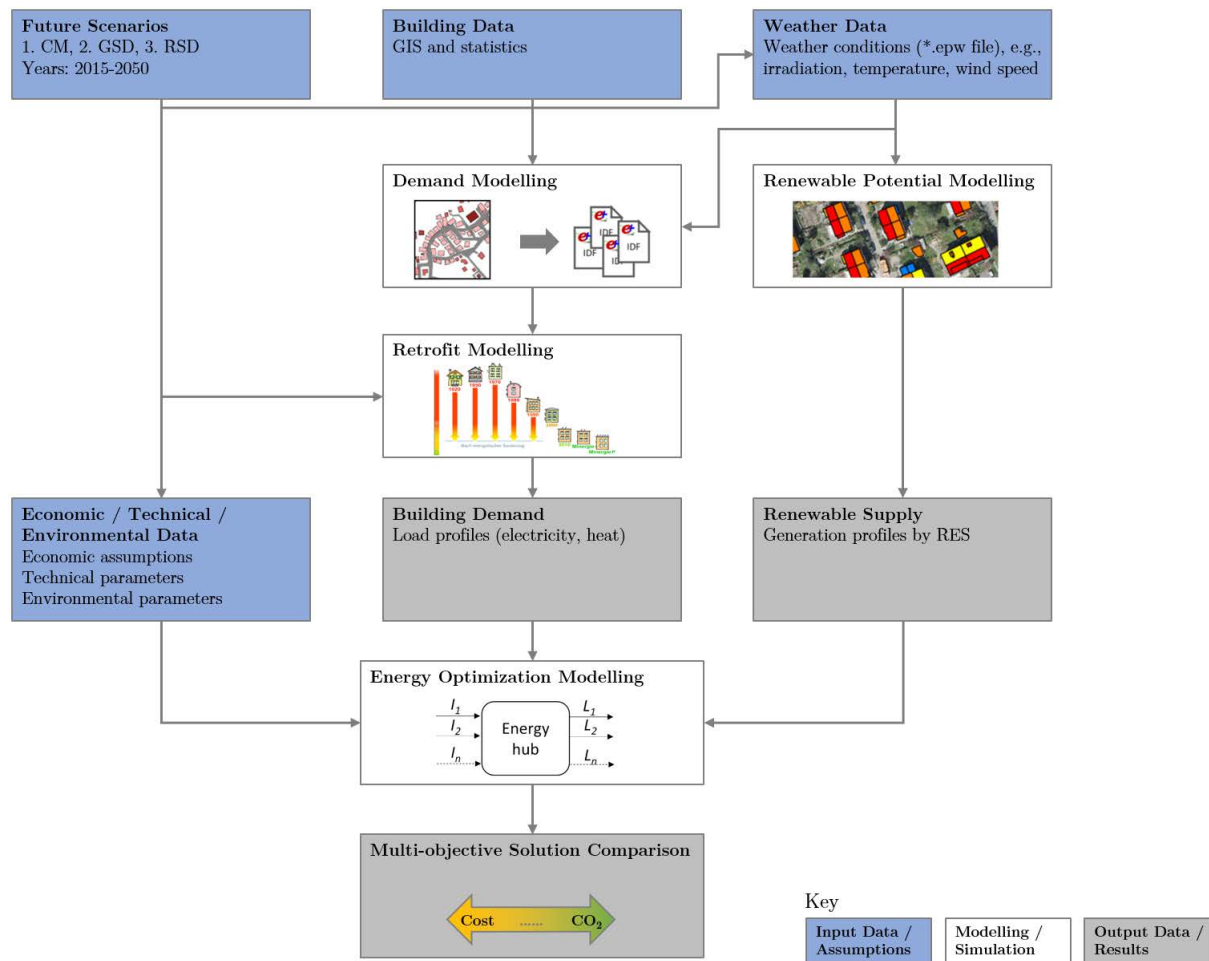 Future Scenarios
1. CM, 2. GSD, 3. RSD
Years: 2015-2050
Building Data
GIS and statistics
Weather Data
Weather conditions (*.epw file), e.g.,
irradiation, temperature, wind speed
Demand Modelling
IDF
IDF
IDF
Renewable Potential Modelling
Retrofit Modelling
Economic / Technical /
Environmental Data
Economic assumptions
Technical parameters
Environmental parameters
Building Demand
Load profiles (electricity, heat)
Renewable Supply
Generation profiles by RES
Energy Optimization Modelling
I1
I2
In
Energy
hub
L1
L2
Ln
Multi-objective Solution Comparison
Cost ...... CO2
Key
Input Data /
Assumptions
Modelling /
Simulation
Output Data /
Results